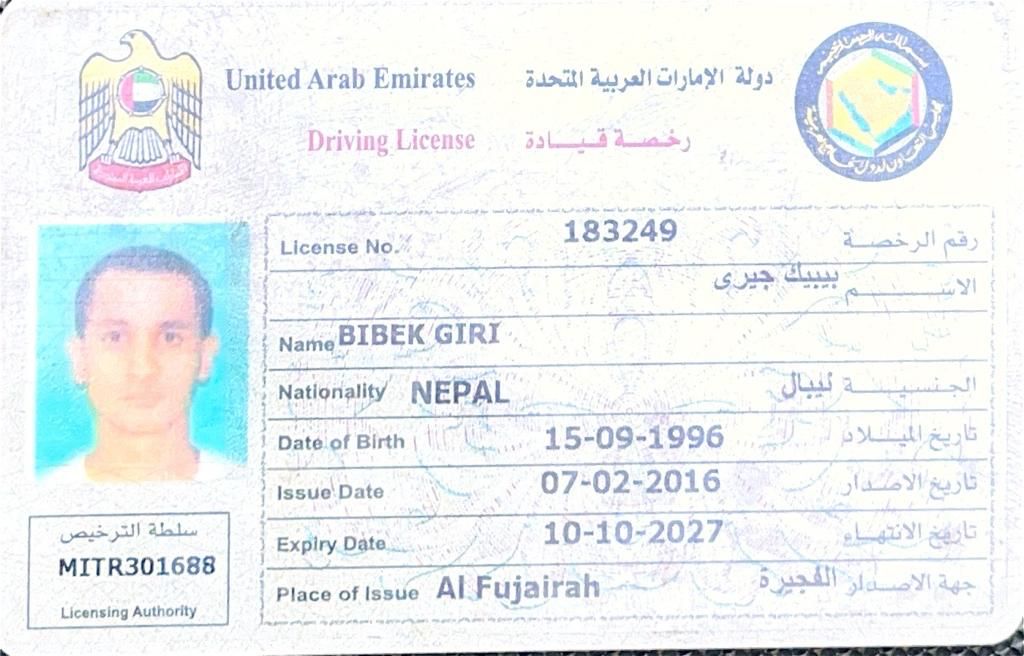 United Arab Emirates دولة الإمارات العربية المتحدة
Driving License رخصة قيادة
License No. 183249 رقم الرخصة
بيبيك جيرى الاسم
Name BIBEK GIRI
Nationality NEPAL نيبال الجنسية
Date of Birth 15-09-1996 تاريخ الميلاد
Issue Date 07-02-2016 تاريخ الاصدار
Expiry Date 10-10-2027 تاريخ الانتهاء
Place of Issue Al Fujairah الفجيرة جهة الاصدار
سلطة الترخيص
MITR301688
Licensing Authority